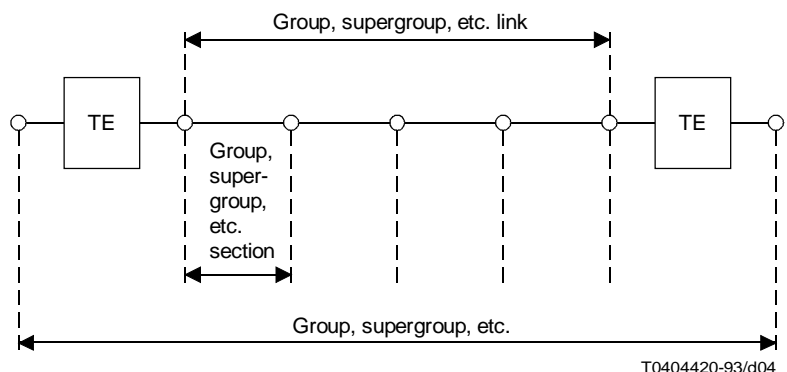 Group, supergroup, etc. link
TE
TE
Group,
super-
group,
etc.
section
Group, supergroup, etc.
T0404420-93/d04